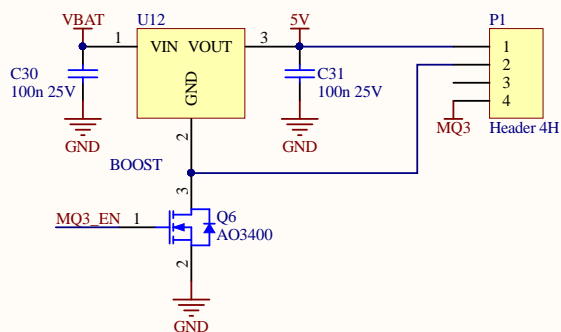 VBAT
U12
5V
P1
1
VIN
VOUT
3
GND
2
C30
100n 25V
GND
C31
100n 25V
GND
1
2
3
4
MQ3
Header 4H
BOOST
3
MQ3_EN
1
Q6
AO3400
2
GND